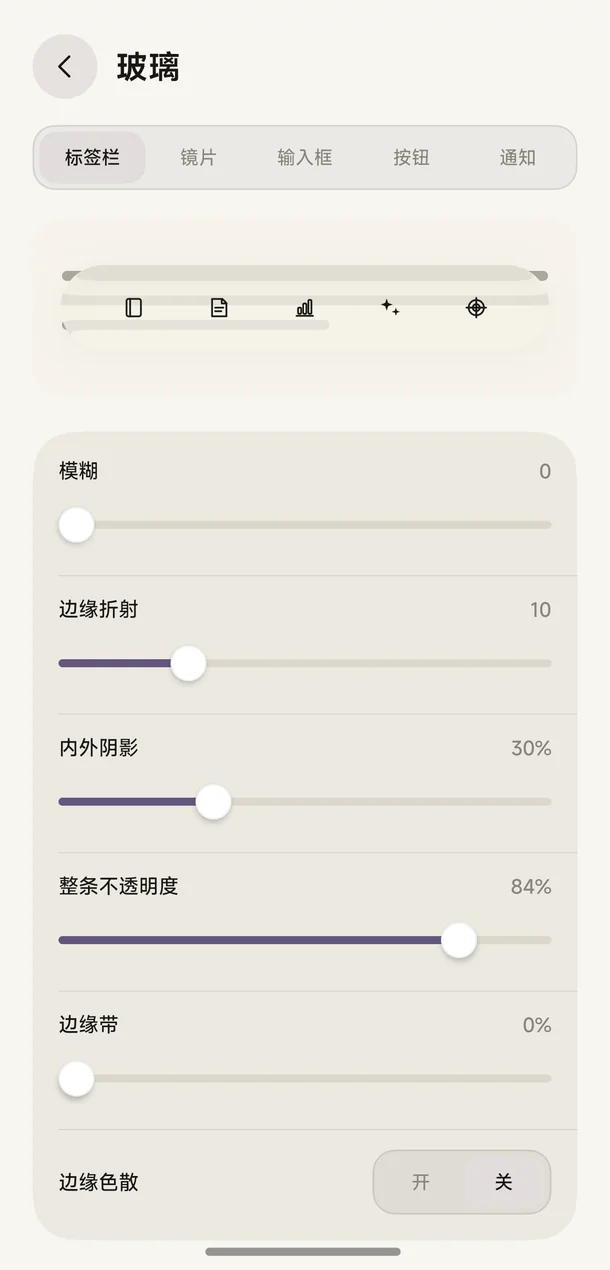 玻璃
标签栏 镜片 输入框 按钮 通知
模糊 0
边缘折射 10
内外阴影 30%
整条不透明度 84%
边缘带 0%
边缘色散 开 关